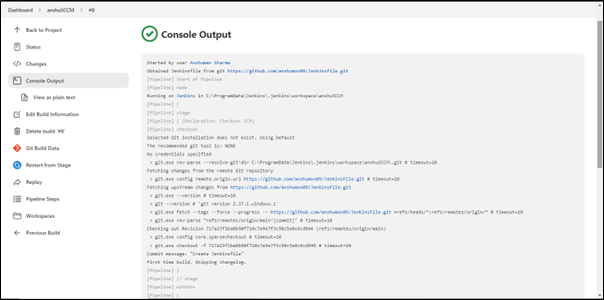 Dashboard > anshuSCCM > #8
Back to Project
Status
Changes
Console Output
View as plain text
Edit Build Information
Delete build '#8'
Git Build Data
Restart from Stage
Replay
Pipeline Steps
Workspaces
Previous Build
Console Output
Started by user Anshuman Sharma
Obtained Jenkinsfile from git https://github.com/anshuman09/JenkinsFile.git
[Pipeline] Start of Pipeline
[Pipeline] node
Running on Jenkins in C:\ProgramData\Jenkins\.jenkins\workspace\anshuSCCM
[Pipeline] {
[Pipeline] stage
[Pipeline] { (Declarative: Checkout SCM)
[Pipeline] checkout
Selected Git installation does not exist. Using Default
The recommended git tool is: NONE
No credentials specified
> git.exe rev-parse --resolve-git-dir C:\ProgramData\Jenkins\.jenkins\workspace\anshuSCCM\.git # timeout=10
Fetching changes from the remote Git repository
> git.exe config remote.origin.url https://github.com/anshuman09/JenkinsFile.git # timeout=10
Fetching upstream changes from https://github.com/anshuman09/JenkinsFile.git
> git.exe --version # timeout=10
> git --version # 'git version 2.37.1.windows.1'
> git.exe fetch --tags --force --progress -- https://github.com/anshuman09/JenkinsFile.git +refs/heads/*:refs/remotes/origin/* # timeout=10
> git.exe rev-parse "refs/remotes/origin/main^{commit}" # timeout=10
Checking out Revision (refs/remotes/origin/main)
> git.exe config core.sparsecheckout # timeout=10
> git.exe checkout -f # timeout=10
Commit message: "Create Jenkinsfile"
First time build. Skipping changelog.
[Pipeline] }
[Pipeline] // stage
[Pipeline] withEnv
[Pipeline] {